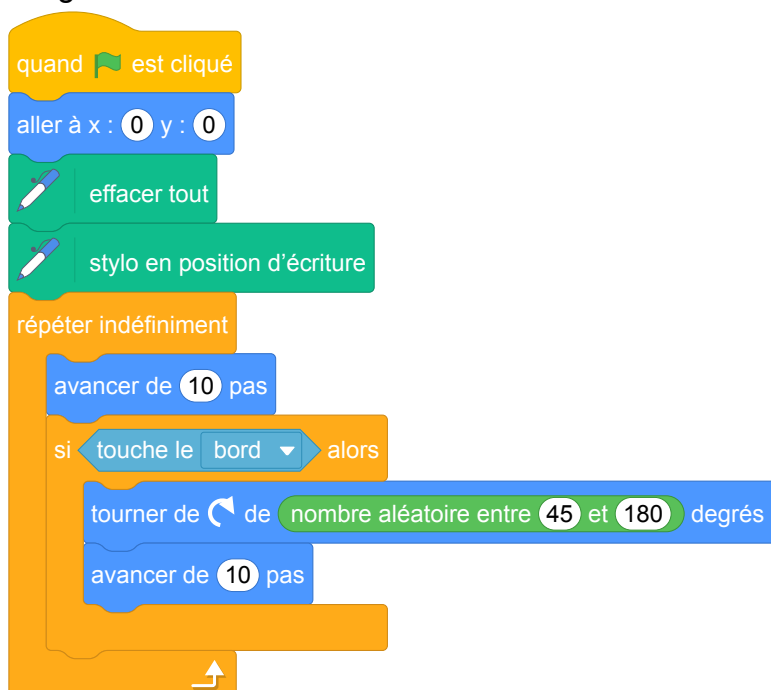 quand est cliqué
aller à x : 0 y : 0
effacer tout
stylo en position d’écriture
répéter indéfiniment
avancer de 10 pas
si touche le bord alors
tourner de de nombre aléatoire entre 45 et 180 degrés
avancer de 10 pas